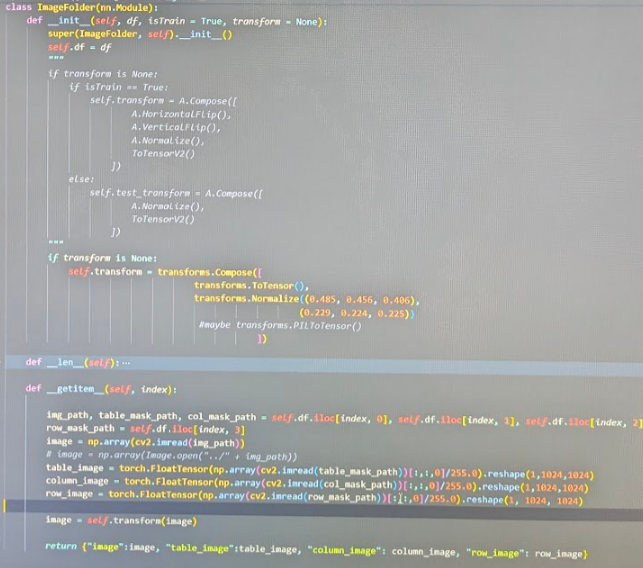 class ImageFolder(nn.Module):
def __init__(self, df, isTrain = True, transform = None):
super(ImageFolder, self).__init__()
self.df = df
"""
if transform is None:
if isTrain == True:
self.transform = A.Compose([
A.HorizontalFlip(),
A.VerticalFlip(),
A.Normalize(),
ToTensorV2()
])
else:
self.test_transform = A.Compose([
A.Normalize(),
ToTensorV2()
])
"""
if transform is None:
self.transform = transforms.Compose([
transforms.ToTensor(),
transforms.Normalize((0.485, 0.456, 0.406),
(0.229, 0.224, 0.225))
#maybe transforms.PILToTensor()
])
def __len__(self):...
def __getitem__(self, index):
img_path, table_mask_path, col_mask_path = self.df.iloc[index, 0], self.df.iloc[index, 1], self.df.iloc[index, 2]
row_mask_path = self.df.iloc[index, 3]
image = np.array(cv2.imread(img_path))
# image = np.array(Image.open("../" + img_path))
table_image = torch.FloatTensor(np.array(cv2.imread(table_mask_path))[:,:,0]/255.0).reshape(1,1024,1024)
column_image = torch.FloatTensor(np.array(cv2.imread(col_mask_path))[:,:,0]/255.0).reshape(1,1024,1024)
row_image = torch.FloatTensor(np.array(cv2.imread(row_mask_path))[:,:,0]/255.0).reshape(1, 1024, 1024)
image = self.transform(image)
return {"image":image, "table_image":table_image, "column_image": column_image, "row_image": row_image}